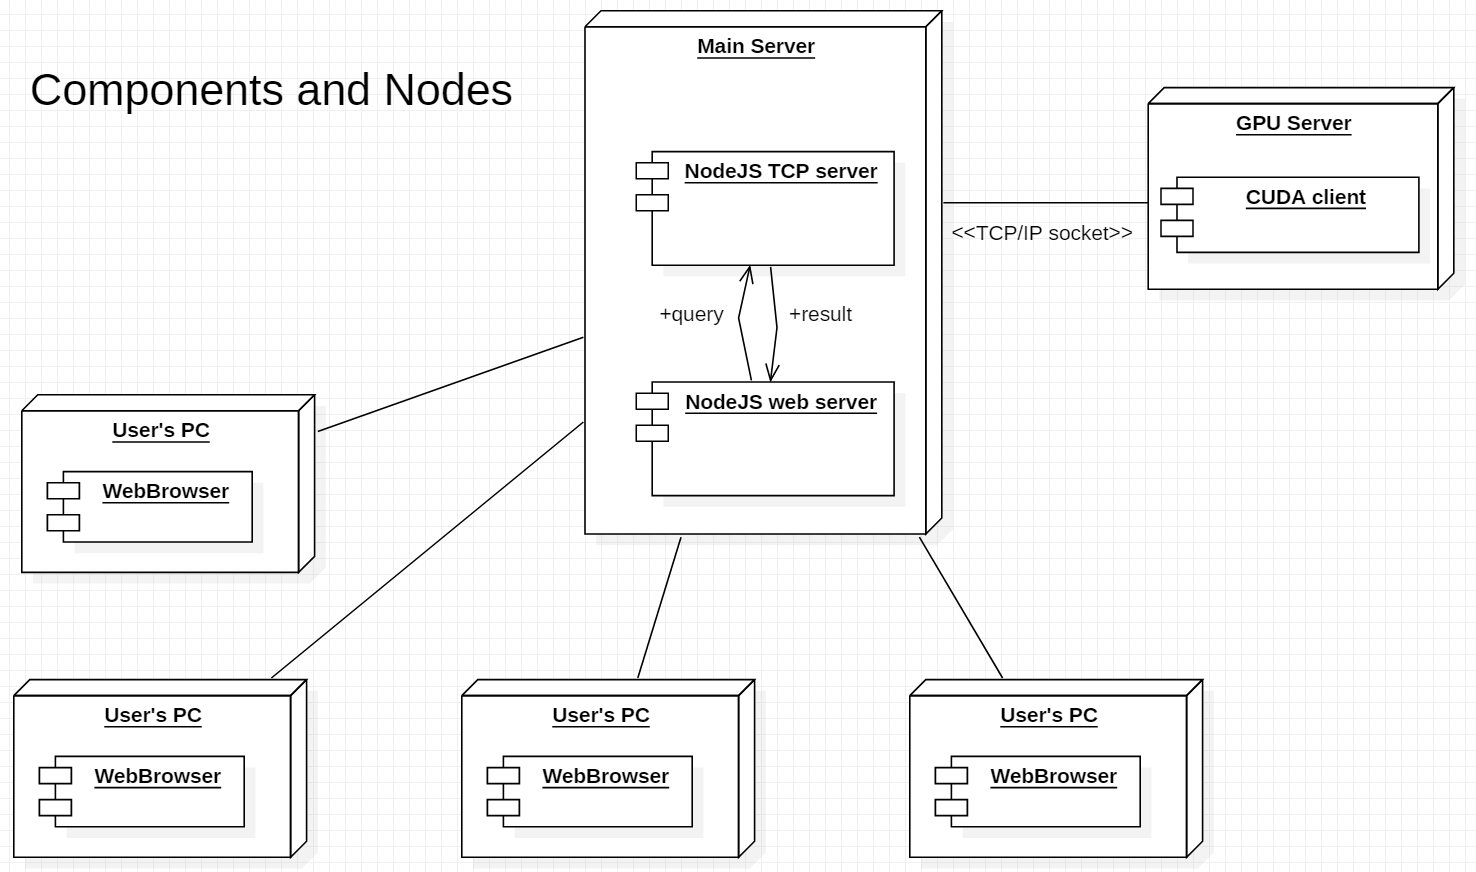 Components and Nodes
Main Server
NodeJS TCP server
+query
+result
NodeJS web server
<<TCP/IP socket>>
GPU Server
CUDA client
User's PC
WebBrowser
User's PC
WebBrowser
User's PC
WebBrowser
User's PC
WebBrowser